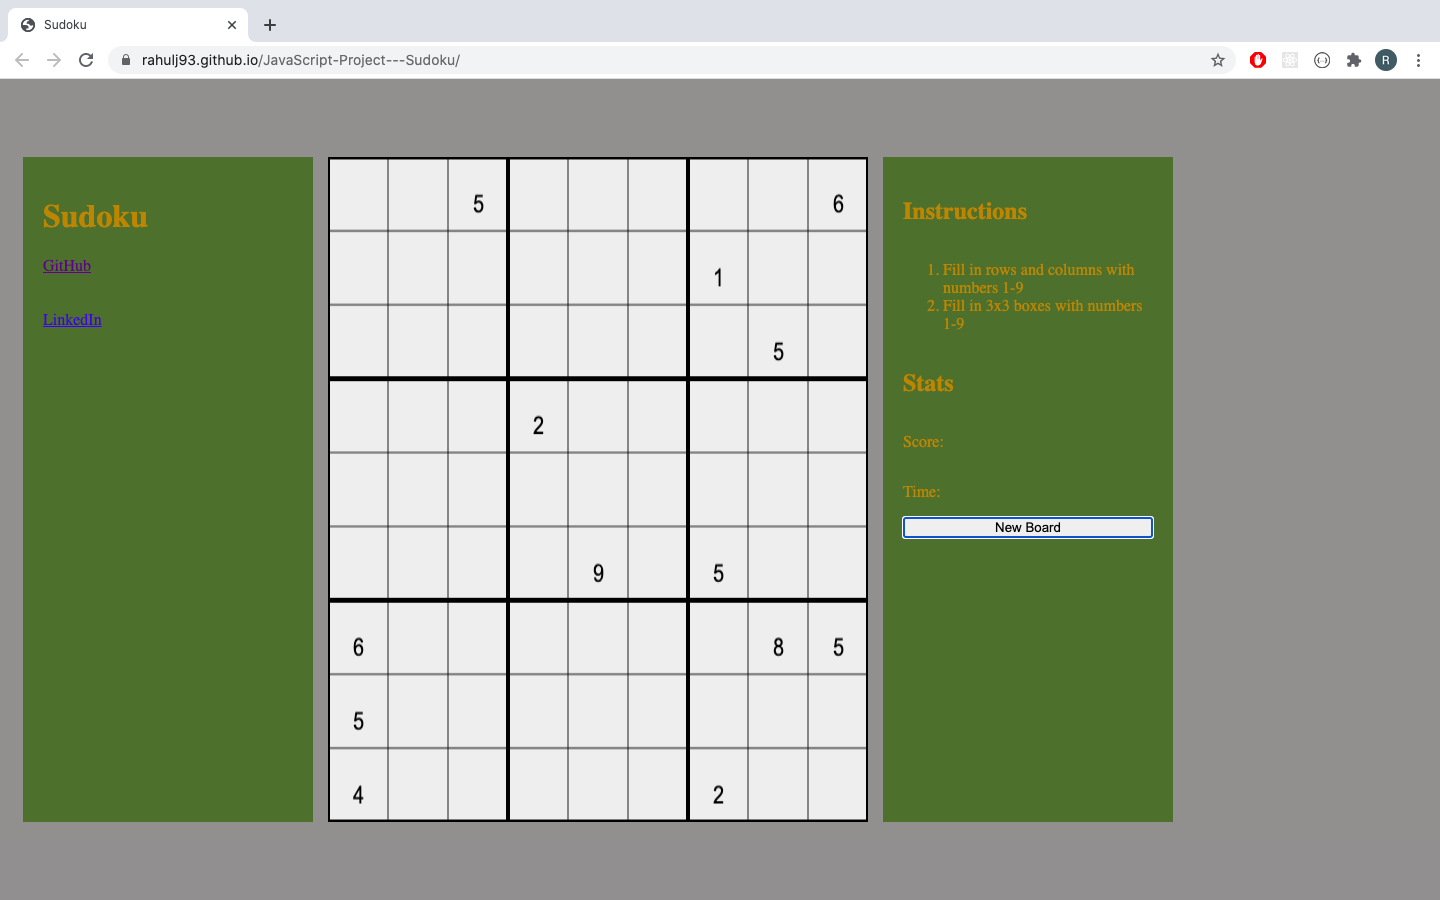 Sudoku
rahulj93.github.io/JavaScript-Project---Sudoku/
R
Sudoku
GitHub
LinkedIn
5 6
1
5
2
9 5
6 8 5
5
4 2
Instructions
1. Fill in rows and columns with
numbers 1-9
2. Fill in 3x3 boxes with numbers
1-9
Stats
Score:
Time:
New Board